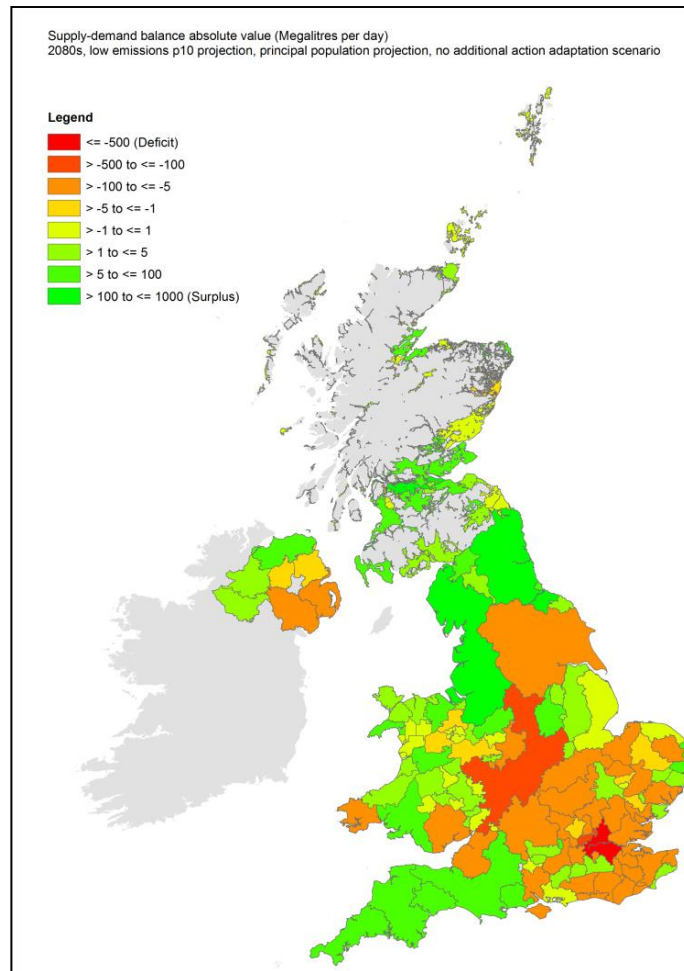 Supply-demand balance absolute value (Megalitres per day)
2080s, low emissions p10 projection, principal population projection, no additional action adaptation scenario
Legend
<= -500 (Deficit)
> -500 to <= -100
> -100 to <= -5
> -5 to <= -1
> -1 to <= 1
> 1 to <= 5
> 5 to <= 100
> 100 to <= 1000 (Surplus)